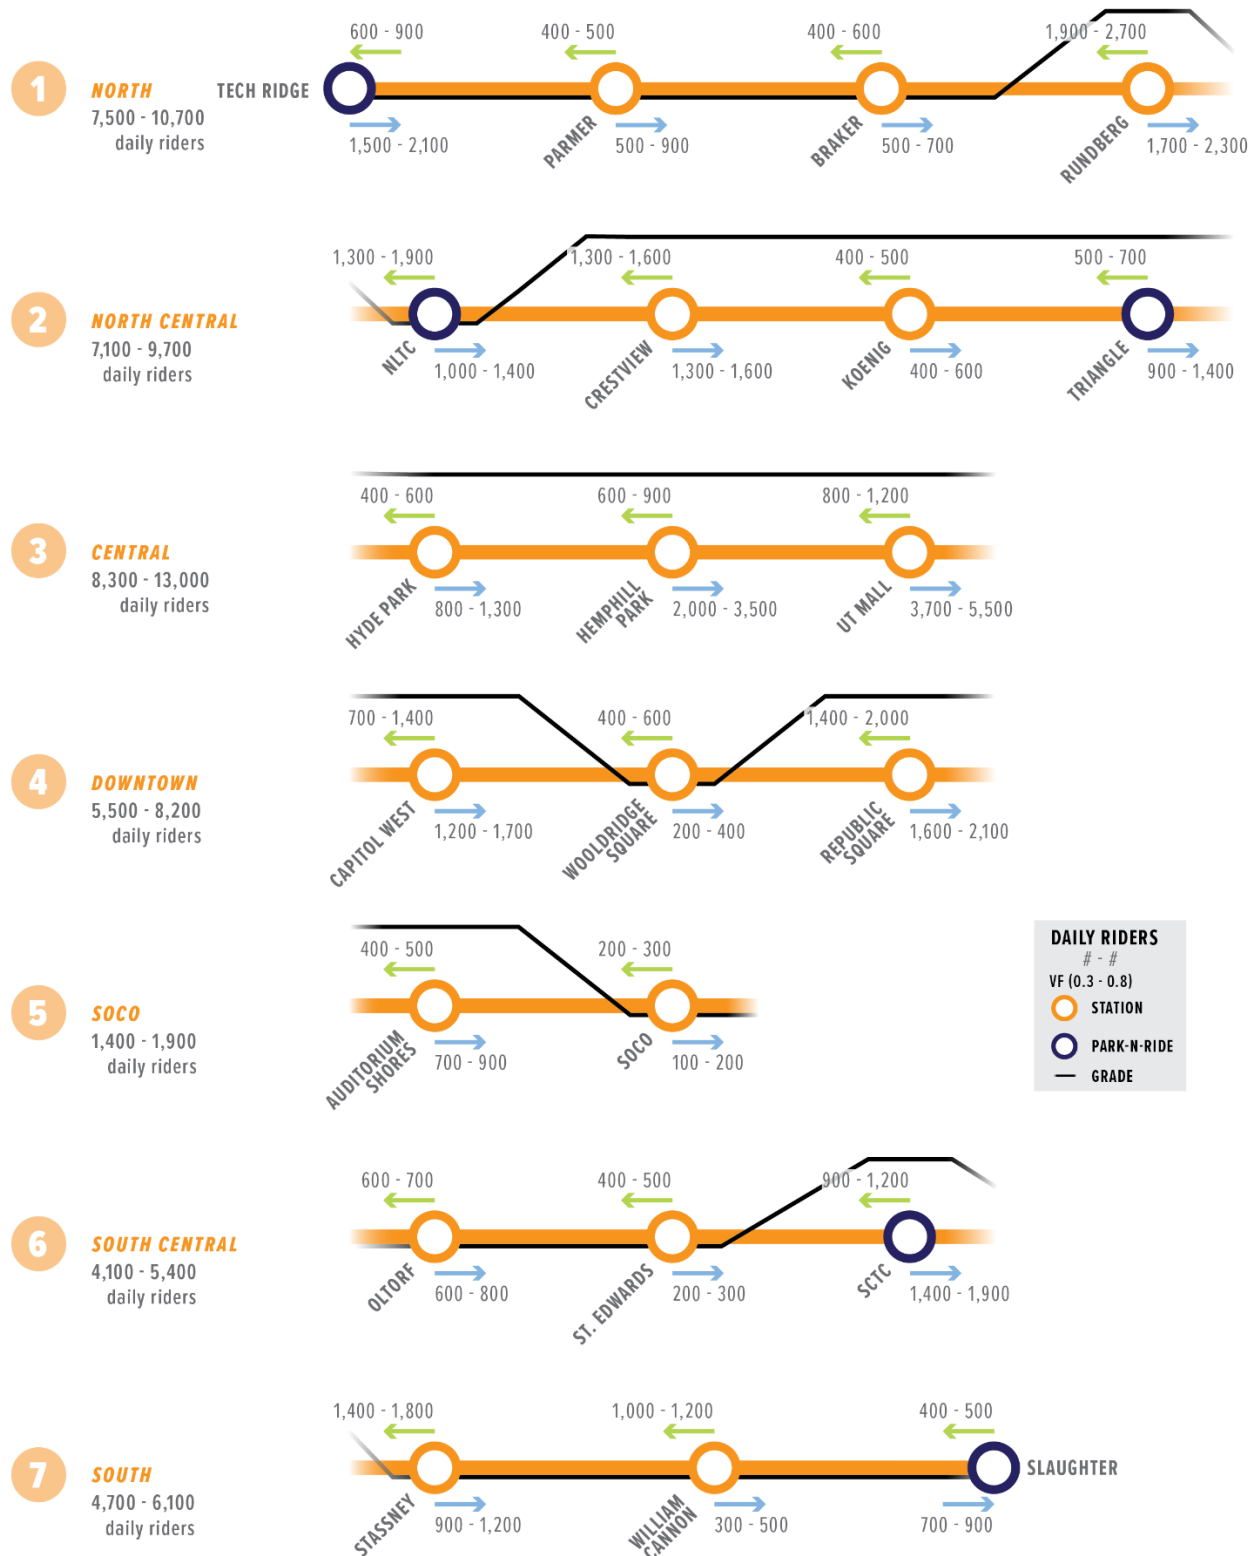 600 - 900
400 - 500
400 - 600
1,900 - 2,700
1
NORTH
7,500 - 10,700
daily riders
TECH RIDGE
PARMER
BRAKER
RUNDBERG
1,500 - 2,100
500 - 900
500 - 700
1,700 - 2,300
1,300 - 1,900
1,300 - 1,600
400 - 500
500 - 700
2
NORTH CENTRAL
7,100 - 9,700
daily riders
NLTC
CRESTVIEW
KOENIG
TRIANGLE
1,000 - 1,400
1,300 - 1,600
400 - 600
900 - 1,400
400 - 600
600 - 900
800 - 1,200
3
CENTRAL
8,300 - 13,000
daily riders
HYDE PARK
HEMPHILL
PARK
UT MALL
800 - 1,300
2,000 - 3,500
3,700 - 5,500
700 - 1,400
400 - 600
1,400 - 2,000
4
DOWNTOWN
5,500 - 8,200
daily riders
CAPITOL WEST
WOOLDRIDGE
SQUARE
REPUBLIC
SQUARE
1,200 - 1,700
200 - 400
1,600 - 2,100
400 - 500
200 - 300
5
SOCO
1,400 - 1,900
daily riders
AUDITORIUM
SHORES
SOCO
700 - 900
100 - 200
DAILY RIDERS
# - #
VF (0.3 - 0.8)
STATION
PARK-N-RIDE
GRADE
600 - 700
400 - 500
900 - 1,200
6
SOUTH CENTRAL
4,100 - 5,400
daily riders
OLTORF
ST. EDWARDS
SCTC
600 - 800
200 - 300
1,400 - 1,900
1,400 - 1,800
1,000 - 1,200
400 - 500
7
SOUTH
4,700 - 6,100
daily riders
STASSNEY
WILLIAM
CANNON
SLAUGHTER
900 - 1,200
300 - 500
700 - 900